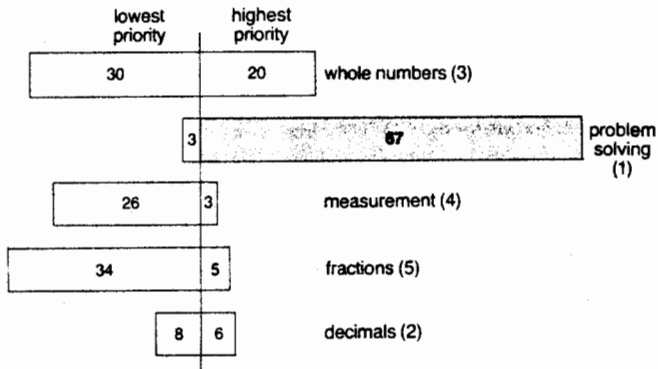 lowest priority highest priority
30 20 whole numbers (3)
3 67 problem solving (1)
26 3 measurement (4)
34 5 fractions (5)
8 6 decimals (2)